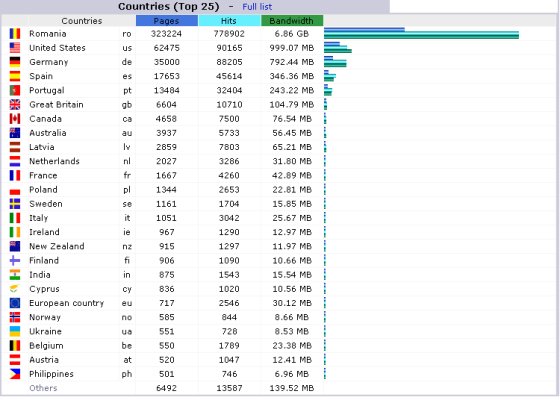 Countries (Top 25) - Full list
Countries Pages Hits Bandwidth
Romania ro 323224 778902 6.86 GB
United States us 62475 90165 999.07 MB
Germany de 35000 88205 792.44 MB
Spain es 17653 45614 346.36 MB
Portugal pt 13484 32404 243.22 MB
Great Britain gb 6604 10710 104.79 MB
Canada ca 4658 7500 76.54 MB
Australia au 3937 5733 56.45 MB
Latvia lv 2859 7803 65.21 MB
Netherlands nl 2027 3286 31.80 MB
France fr 1667 4260 42.89 MB
Poland pl 1344 2653 22.81 MB
Sweden se 1161 1704 15.85 MB
Italy it 1051 3042 25.67 MB
Ireland ie 967 1290 12.97 MB
New Zealand nz 915 1297 11.97 MB
Finland fi 906 1090 10.66 MB
India in 875 1543 15.54 MB
Cyprus cy 836 1020 10.56 MB
European country eu 717 2546 30.12 MB
Norway no 585 844 8.66 MB
Ukraine ua 551 728 8.53 MB
Belgium be 550 1789 23.38 MB
Austria at 520 1047 12.41 MB
Philippines ph 501 746 6.96 MB
Others 6492 13587 139.52 MB